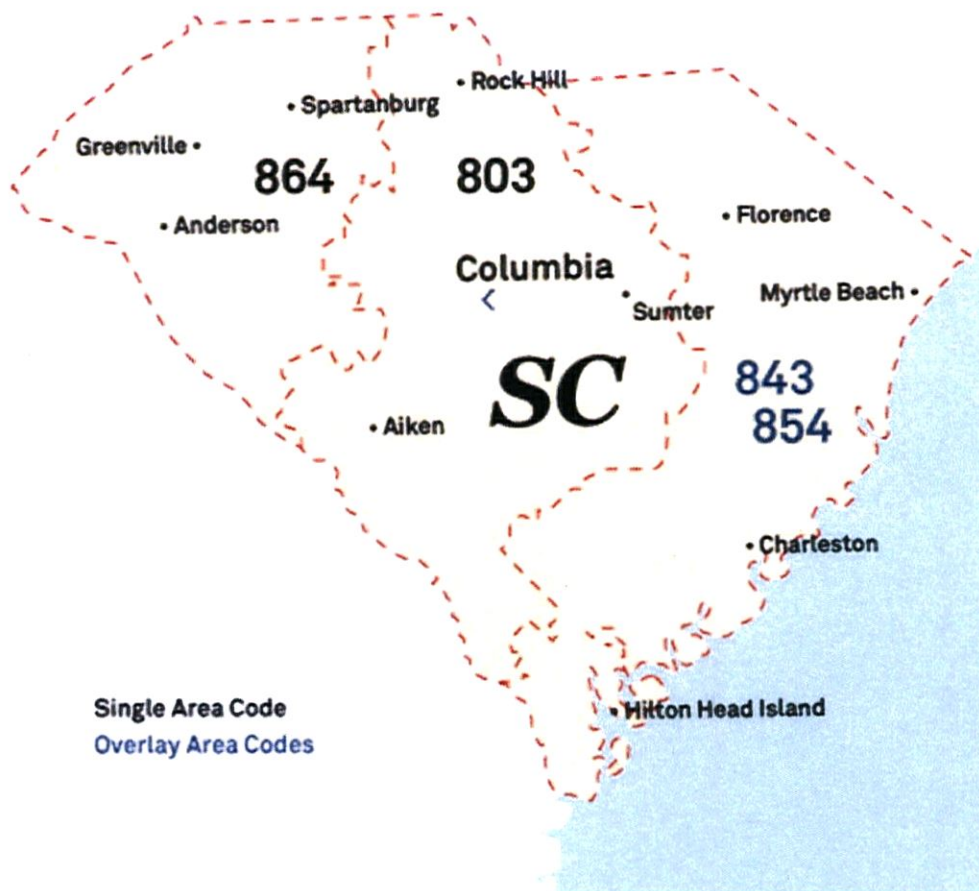 Rock Hill
Spartanburg
Greenville
864
803
Anderson
Florence
Columbia
Myrtle Beach
Sumter
SC
843
854
Aiken
Charleston
Single Area Code
Hilton Head Island
Overlay Area Codes